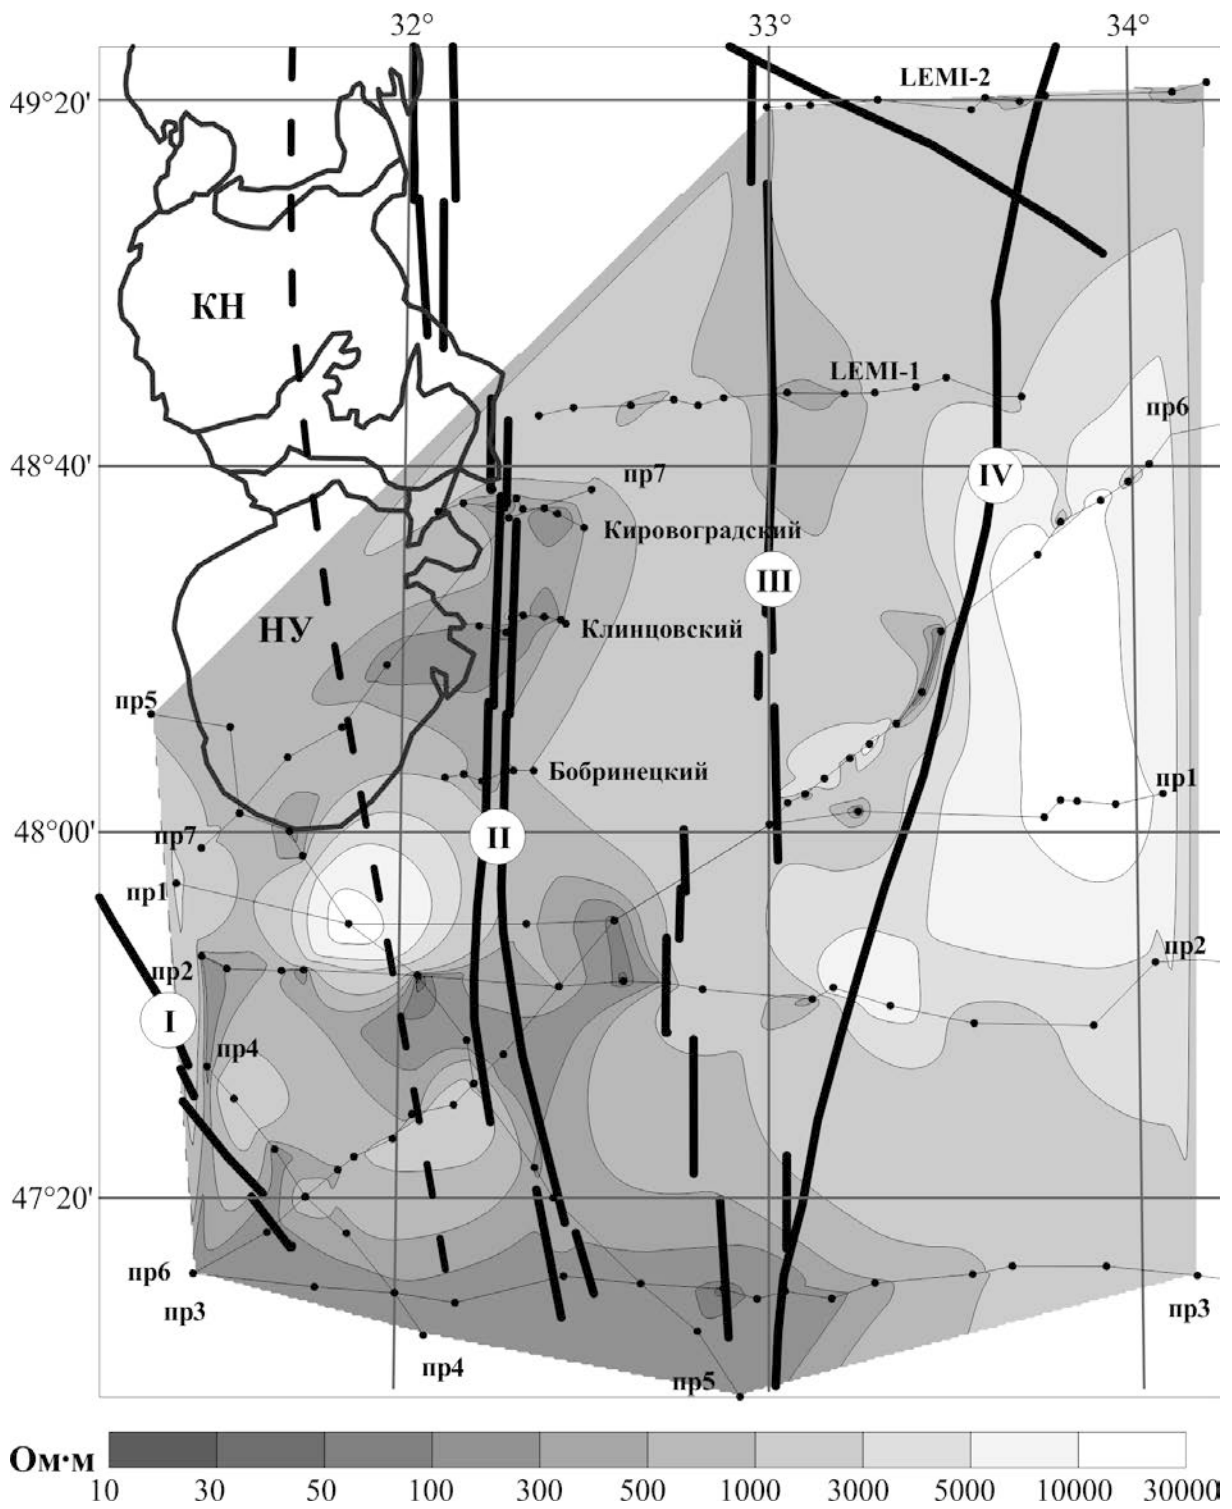 32° 33° 34°
LEMI-2
49°20'
КН
LEMI-1
пр6
48°40'
IV
пр7
Кировоградский
III
НУ
Клинцовский
пр5
Бобринецкий
пр1
48°00'
II
пр7
пр1
пр2
пр2
I
пр4
47°20'
пр6
пр3
пр3
пр4
пр5
Ом·м
10 30 50 100 300 500 1000 3000 5000 10000 30000